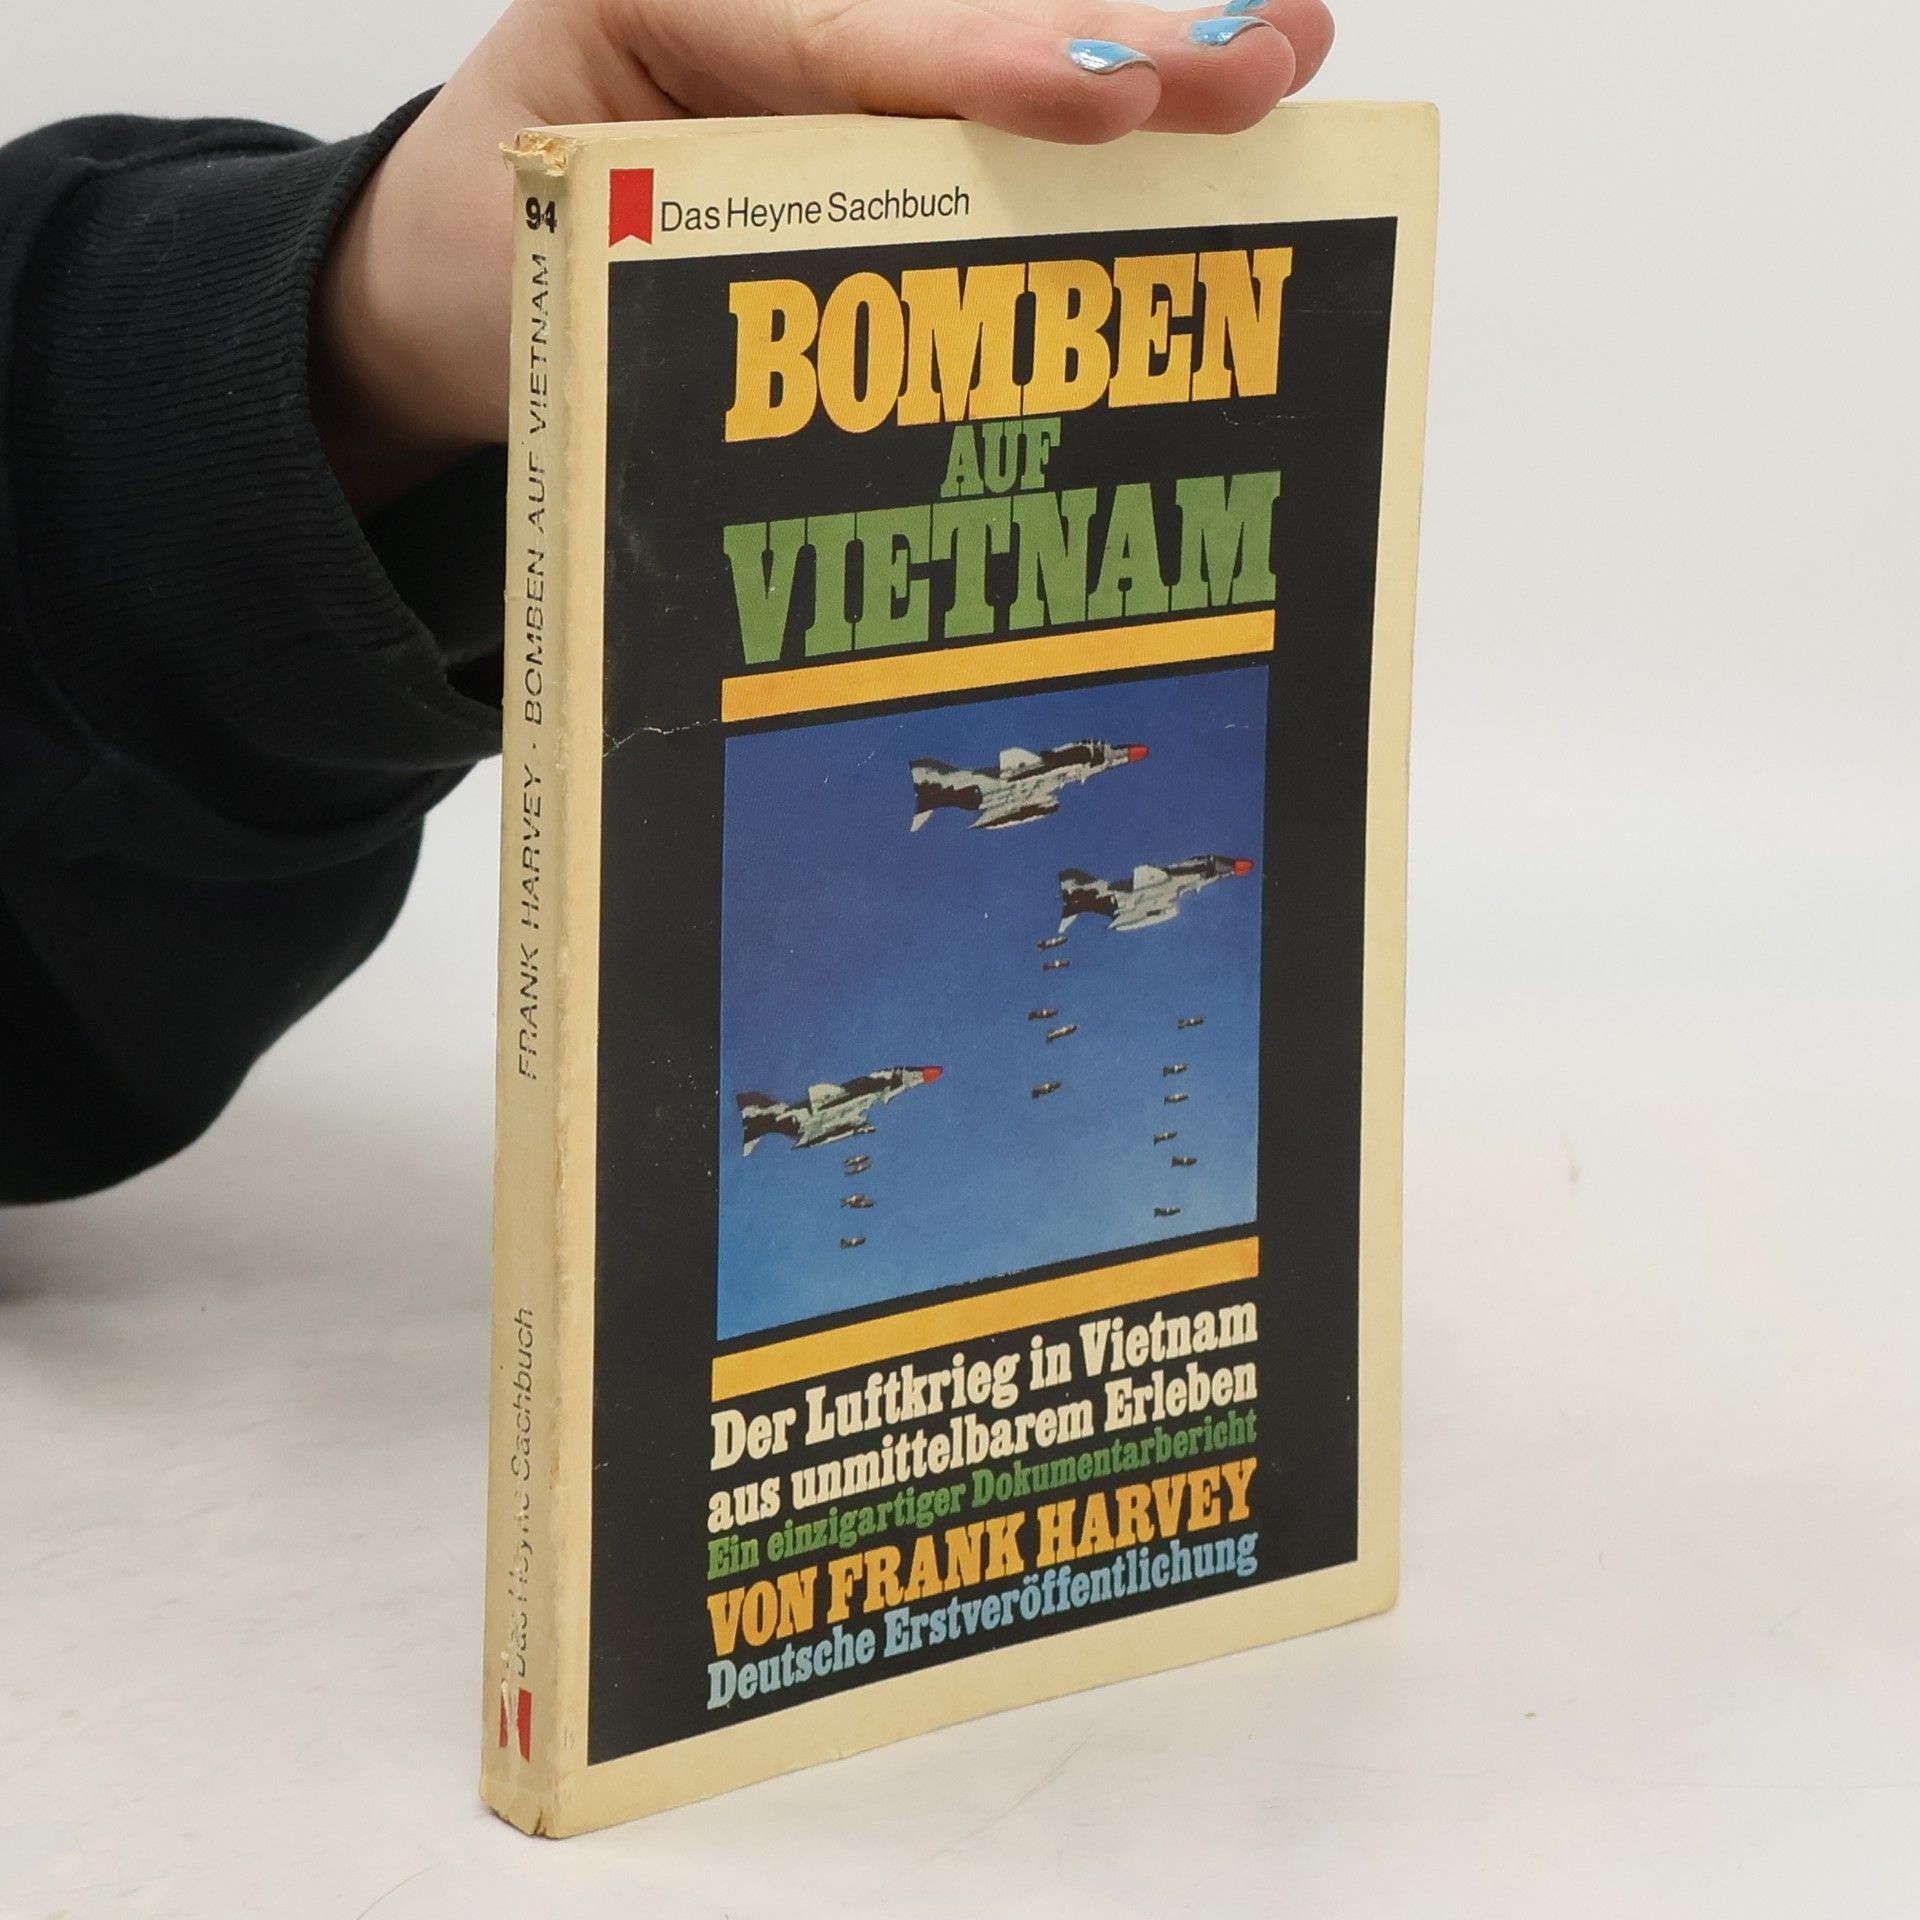 Das Heyne Sachbuch
BOMBEN
AUF
VIETNAM
Der Luftkrieg in Vietnam
aus unmittelbarem Erleben
Ein einzigartiger Dokumentarbericht
VON FRANK HARVEY
Deutsche Erstveröffentlichung
94
FRANK HARVEY · BOMBEN AUF VIETNAM
Das Heyne Sachbuch